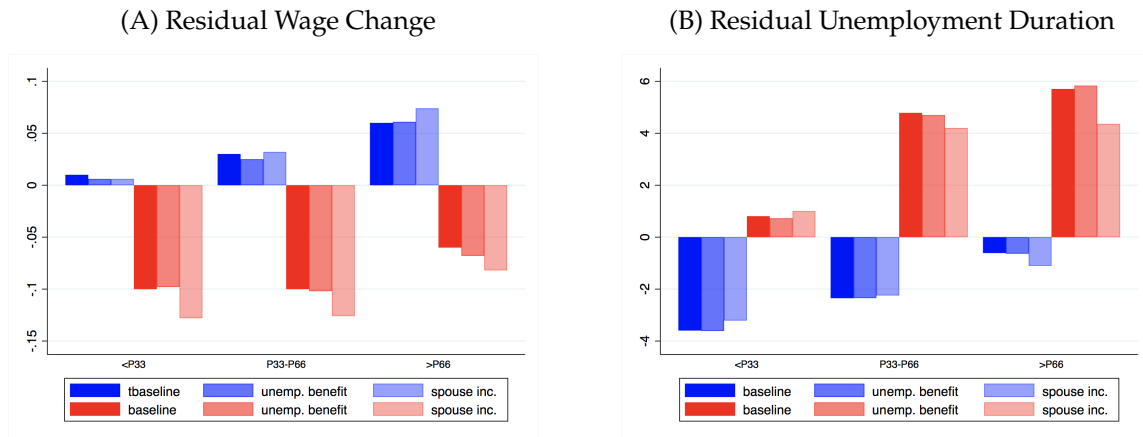 (A) Residual Wage Change
.1
.05
0
-.05
-.1
-.15
<P33 P33-P66 >P66
tbaseline unemp. benefit spouse inc.
baseline unemp. benefit spouse inc.
(B) Residual Unemployment Duration
6
4
2
0
-2
-4
<P33 P33-P66 >P66
baseline unemp. benefit spouse inc.
baseline unemp. benefit spouse inc.